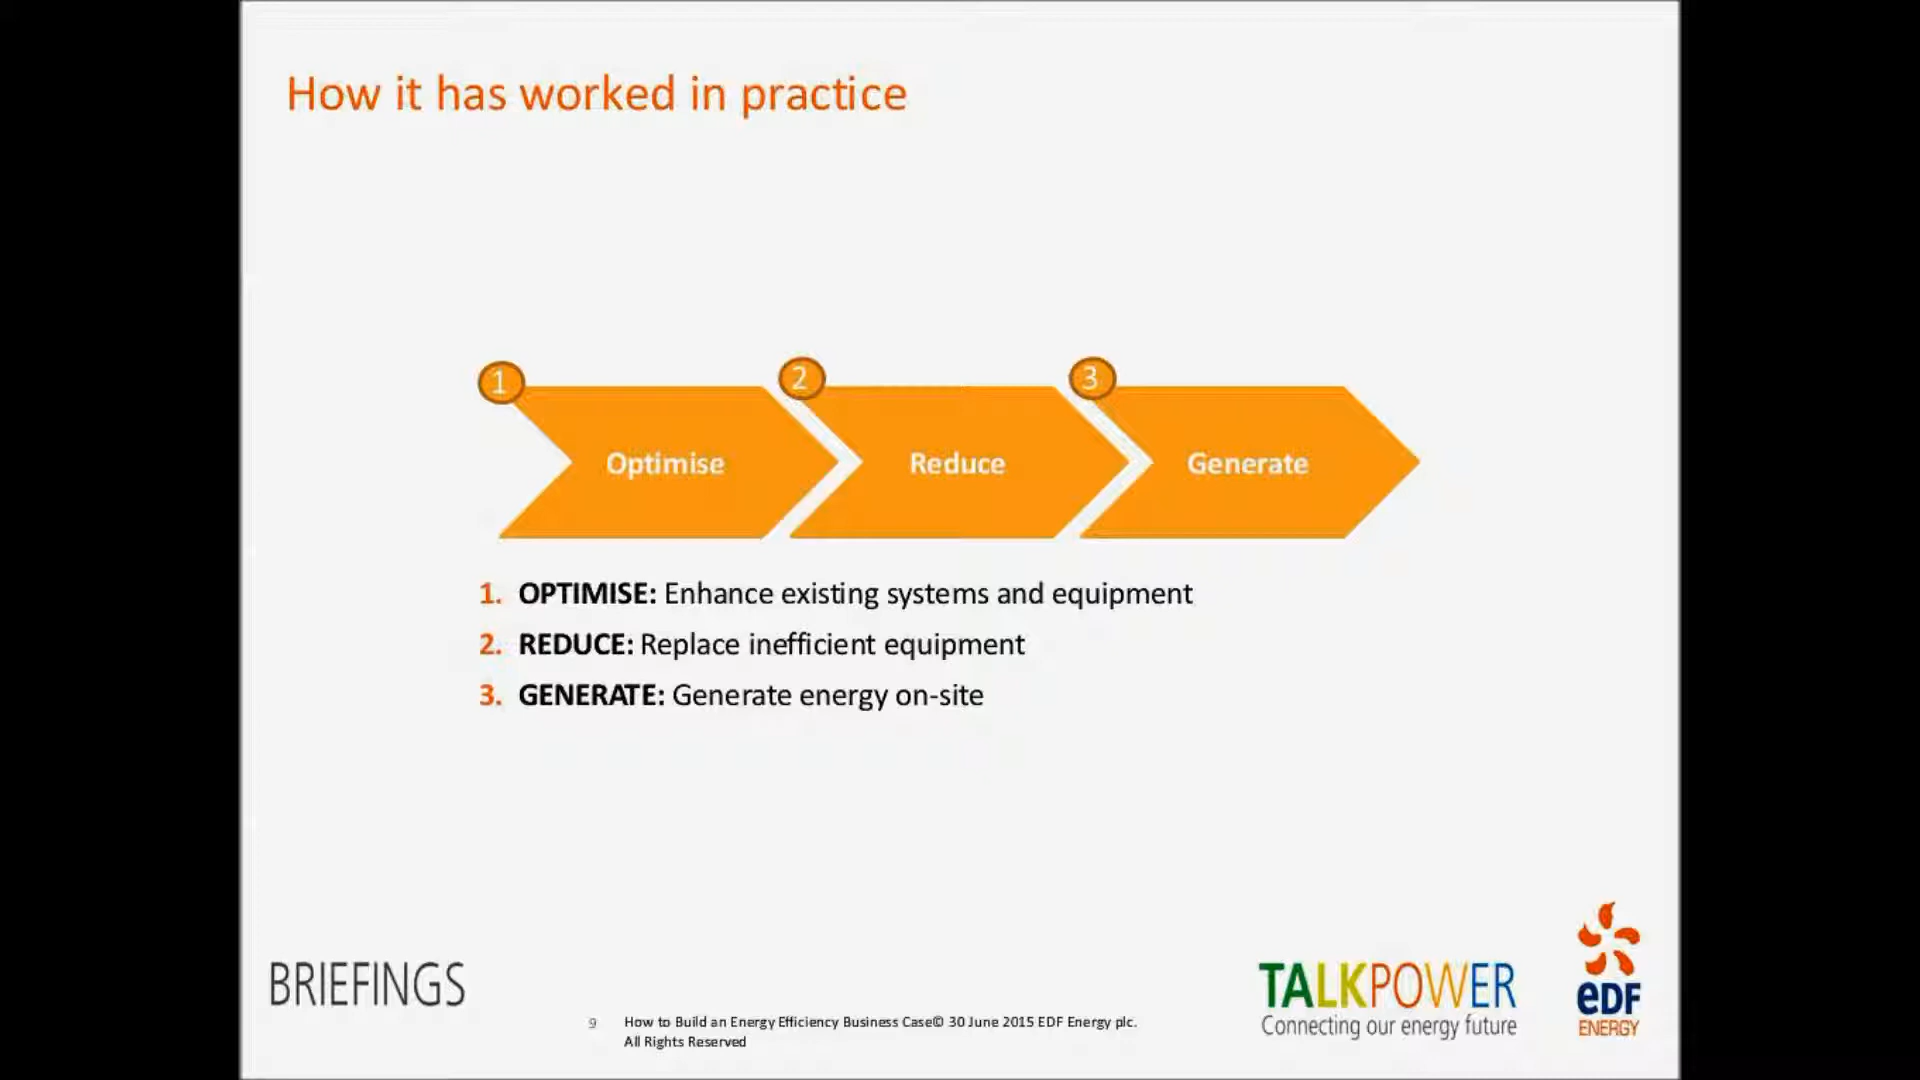 How it has worked in practice
1
2
3
Optimise
Reduce
Generate
1. OPTIMISE: Enhance existing systems and equipment
2. REDUCE: Replace inefficient equipment
3. GENERATE: Generate energy on-site
BRIEFINGS
9
How to Build an Energy Efficiency Business Case© 30 June 2015 EDF Energy plc.
All Rights Reserved
TALKPOWER
Connecting our energy future
eDF
ENERGY